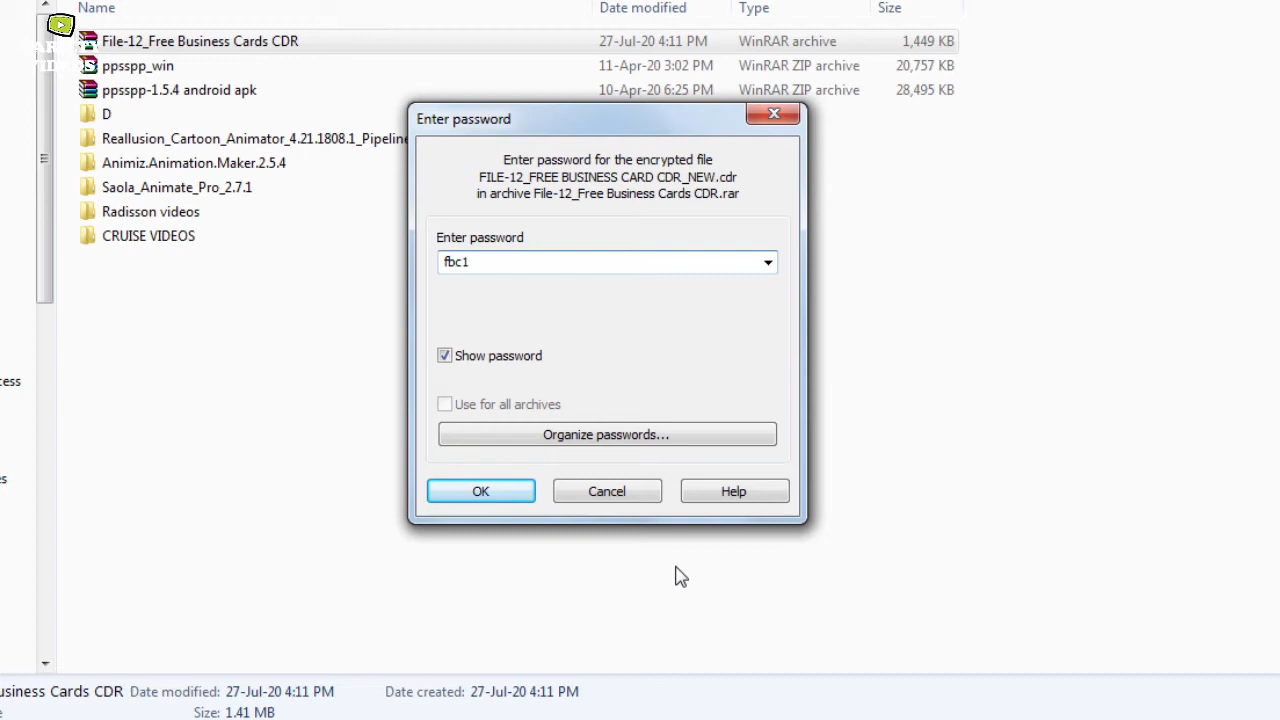 Name Date modified Type Size
File-12_Free Business Cards CDR 27-Jul-20 4:11 PM WinRAR archive 1,449 KB
ppsspp_win 11-Apr-20 3:02 PM WinRAR ZIP archive 20,757 KB
ppsspp-1.5.4 android apk 10-Apr-20 6:25 PM WinRAR ZIP archive 28,495 KB
D
Reallusion_Cartoon_Animator_4.21.1808.1_Pipeline
Animiz.Animation.Maker.2.5.4
Saola_Animate_Pro_2.7.1
Radisson videos
CRUISE VIDEOS
Enter password
Enter password for the encrypted file
FILE-12_FREE BUSINESS CARD CDR_NEW.cdr
in archive File-12_Free Business Cards CDR.rar
Enter password
fbc1
Show password
Use for all archives
Organize passwords...
OK Cancel Help
cess
es
usiness Cards CDR Date modified: 27-Jul-20 4:11 PM Date created: 27-Jul-20 4:11 PM
e Size: 1.41 MB